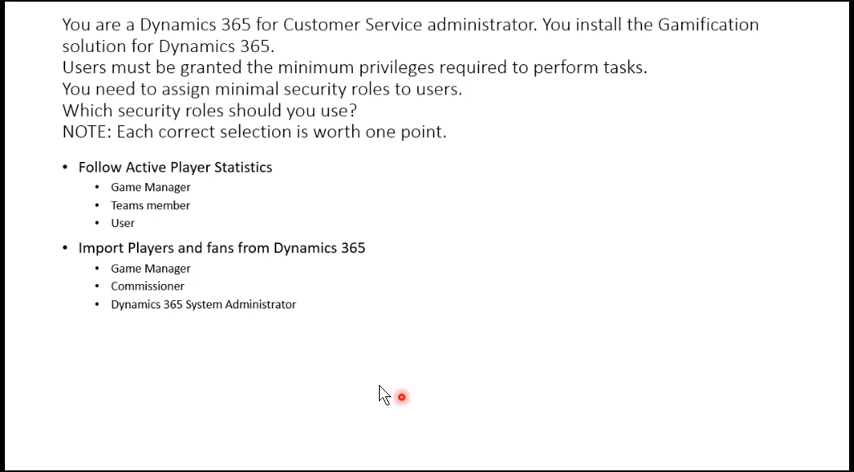 You are a Dynamics 365 for Customer Service administrator. You install the Gamification
solution for Dynamics 365.
Users must be granted the minimum privileges required to perform tasks.
You need to assign minimal security roles to users.
Which security roles should you use?
NOTE: Each correct selection is worth one point.
• Follow Active Player Statistics
• Game Manager
• Teams member
• User
• Import Players and fans from Dynamics 365
• Game Manager
• Commissioner
• Dynamics 365 System Administrator